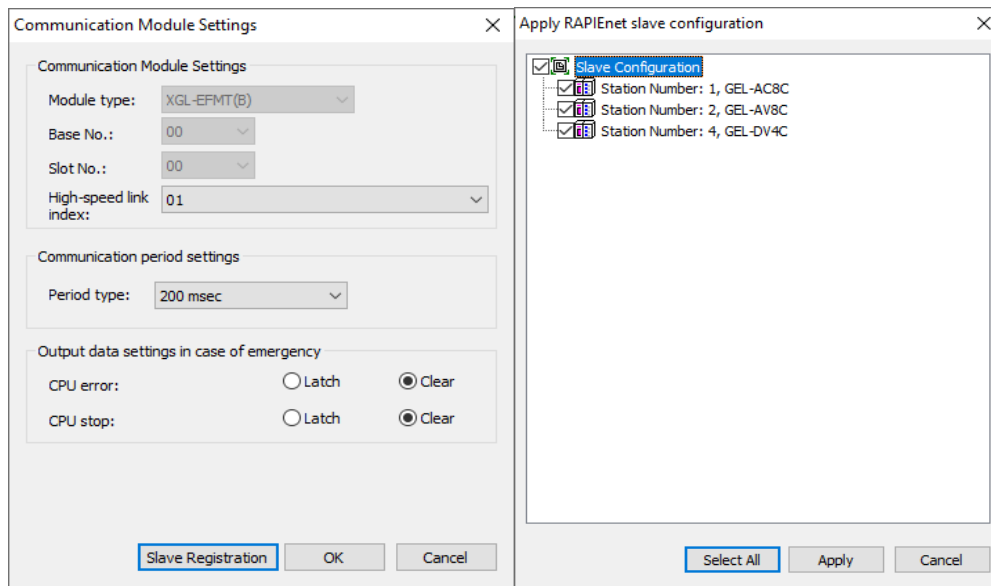 Communication Module Settings
Communication Module Settings
Module type: XGL-EFMT(B)
Base No.: 00
Slot No.: 00
High-speed link index: 01
Communication period settings
Period type: 200 msec
Output data settings in case of emergency
CPU error: Latch Clear
CPU stop: Latch Clear
Slave Registration OK Cancel
Apply RAPIEnet slave configuration
Slave Configuration
Station Number: 1, GEL-AC8C
Station Number: 2, GEL-AV8C
Station Number: 4, GEL-DV4C
Select All Apply Cancel